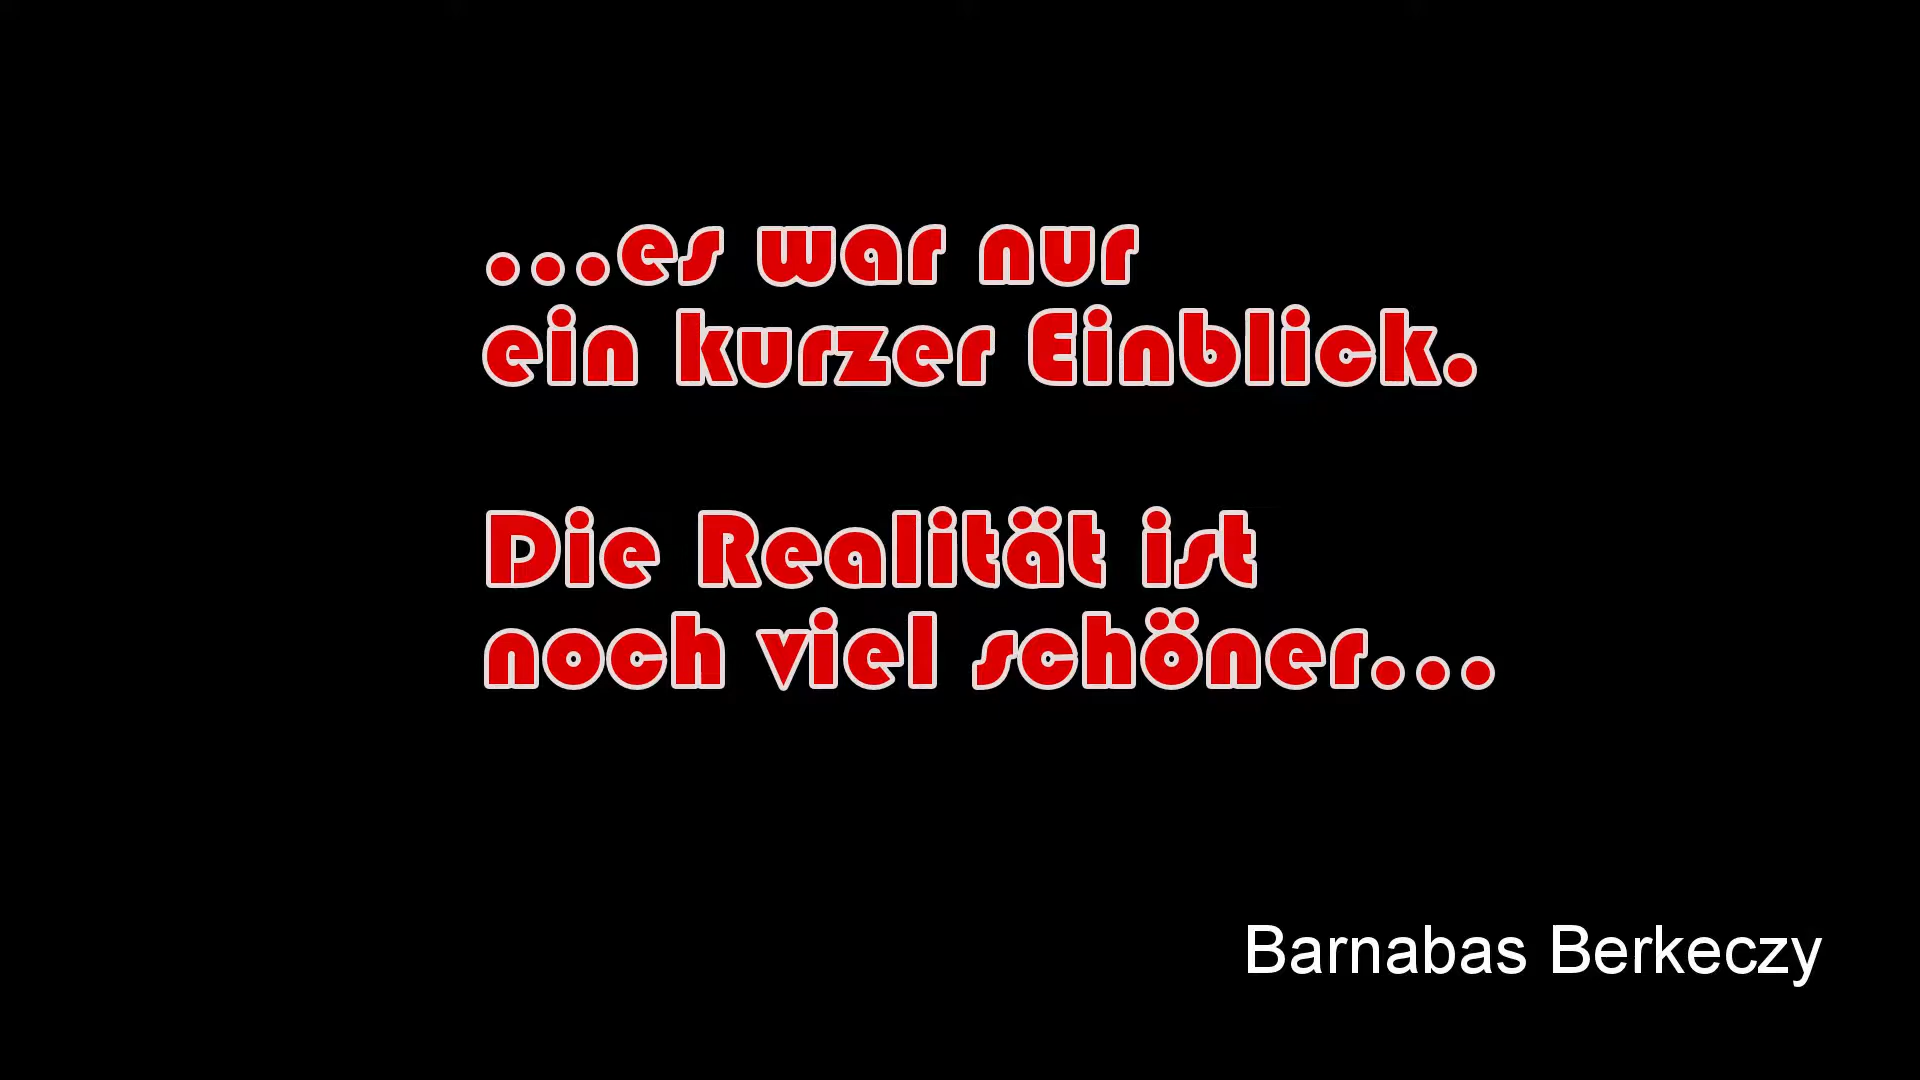 ...es war nur
ein kurzer Einblick.
Die Realität ist
noch viel schöner...
Barnabas Berkeczy